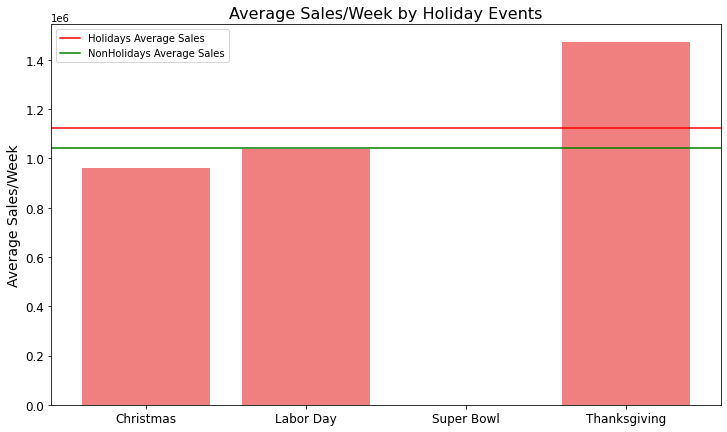 Average Sales/Week by Holiday Events
1e6
Holidays Average Sales
NonHolidays Average Sales
1.4
1.2
1.0
0.8
0.6
0.4
0.2
0.0
Average Sales/Week
Christmas
Labor Day
Super Bowl
Thanksgiving